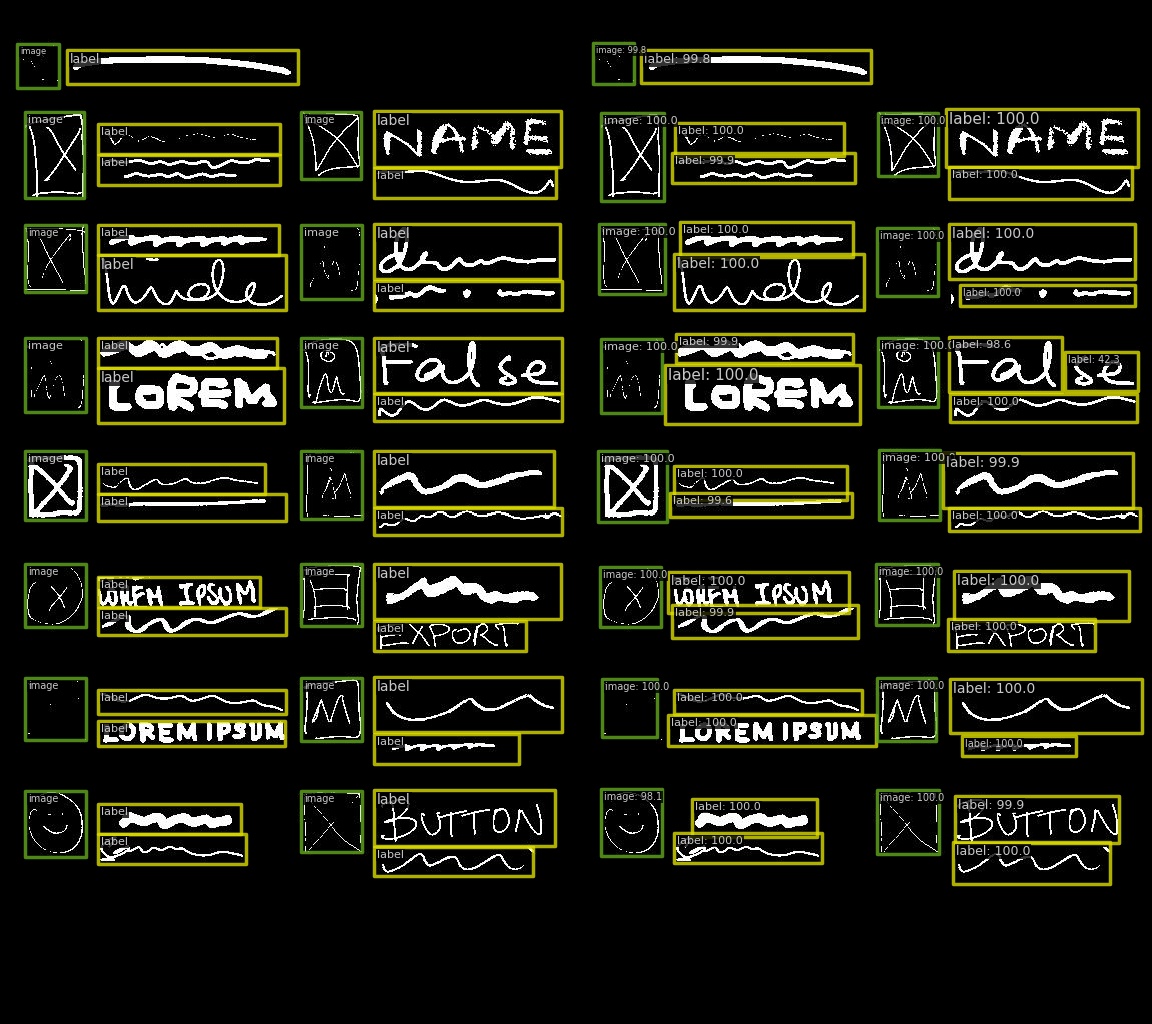 image label
image label image label
label NAME
label label
image label image label
label label
image label image label
label LOREM False
label
image label image label
label label
image label IPSUM image label
label label EXPORT
image label image label
label LOREM IPSUM label
image label image label BUTTON
label label
image: 99.8 label: 99.8
image: 100.0 label: 100.0 image: 100.0 label: 100.0
label: 99.9 NAME
label: 100.0
image: 100.0 label: 100.0 image: 100.0 label: 100.0
label: 100.0 label: 100.0
image: 100.0 label: 99.9 image: 100.0 label: 98.6 label: 42.3
label: 100.0 LOREM False
label: 100.0
image: 100.0 label: 100.0 image: 100.0 label: 99.9
label: 99.6 label: 100.0
image: 100.0 label: 100.0 IPSUM image: 100.0 label: 100.0
label: 99.9 label: 100.0 EXPORT
image: 100.0 label: 100.0 image: 100.0 label: 100.0
label: 100.0 LOREM IPSUM label: 100.0
image: 98.1 label: 100.0 image: 100.0 label: 99.9 BUTTON
label: 100.0 label: 100.0